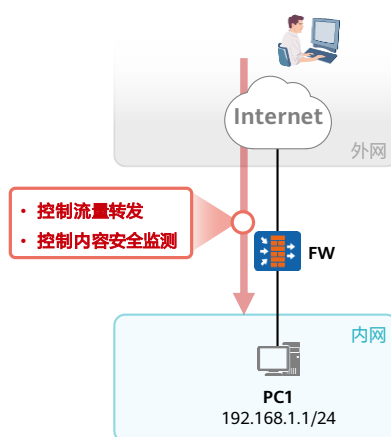 Internet
外网
• 控制流量转发
• 控制内容安全监测
FW
内网
PC1
192.168.1.1/24